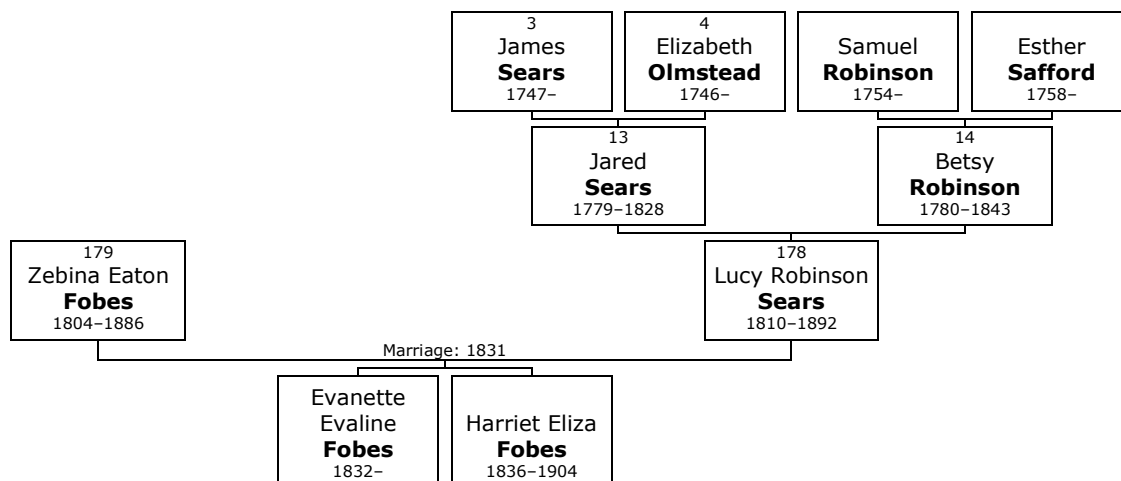 3
James
Sears
1747–
4
Elizabeth
Olmstead
1746–
Samuel
Robinson
1754–
Esther
Safford
1758–
13
Jared
Sears
1779–1828
14
Betsy
Robinson
1780–1843
179
Zebina Eaton
Fobes
1804–1886
178
Lucy Robinson
Sears
1810–1892
Marriage: 1831
Evanette
Evaline
Fobes
1832–
Harriet Eliza
Fobes
1836–1904